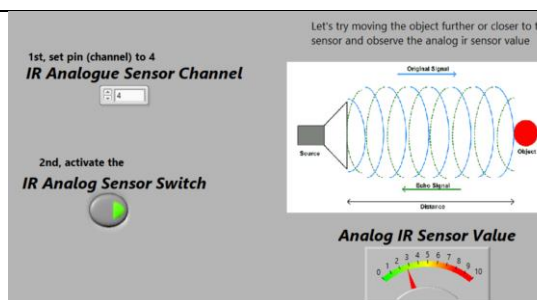 Let's try moving the object further or closer to t
sensor and observe the analog ir sensor value
1st, set pin (channel) to 4
IR Analogue Sensor Channel
4
2nd, activate the
IR Analog Sensor Switch
Original Signal
Source
Object
Echo Signal
Distance
Analog IR Sensor Value
0 1 2 3 4 5 6 7 8 9 10